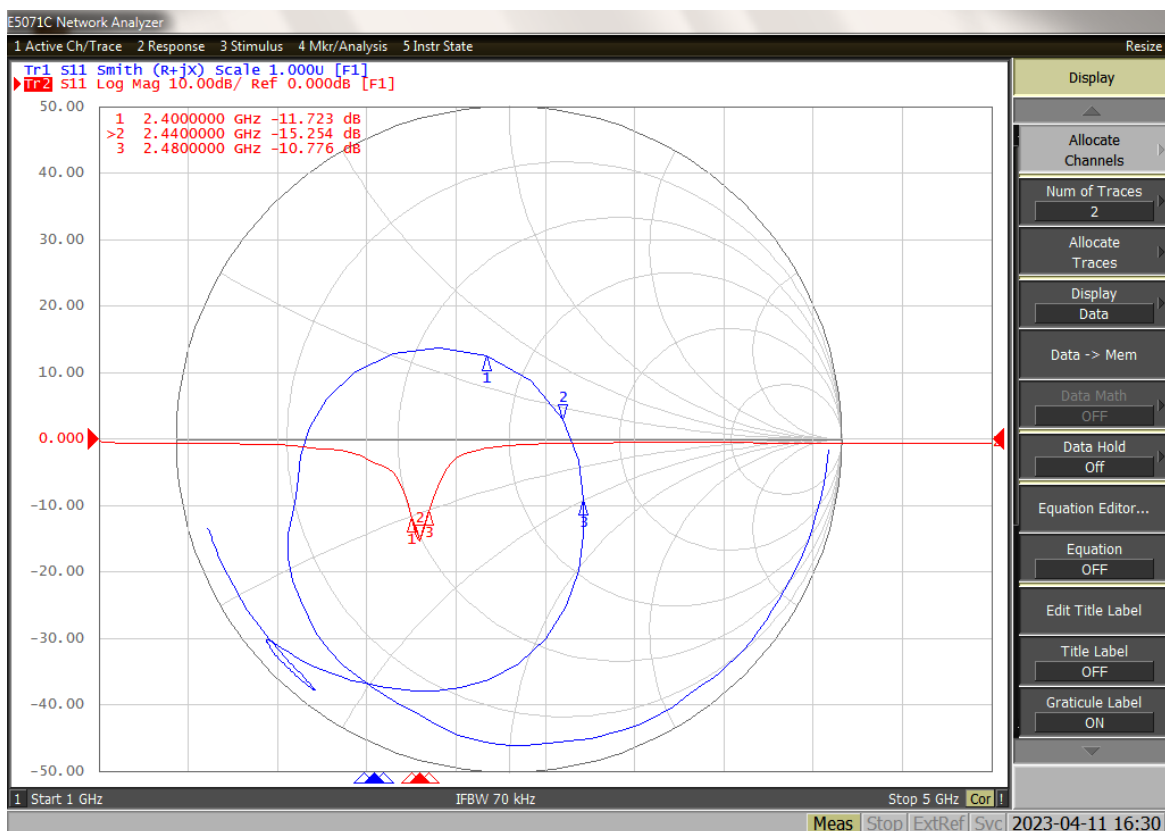 E5071C Network Analyzer
1 Active Ch/Trace 2 Response 3 Stimulus 4 Mkr/Analysis 5 Instr State Resize
Tr1 S11 Smith (R+jX) Scale 1.000U [F1]
Tr2 S11 Log Mag 10.00dB/ Ref 0.000dB [F1]
50.00
1 2.4000000 GHz -11.723 dB
>2 2.4400000 GHz -15.254 dB
3 2.4800000 GHz -10.776 dB
40.00
30.00
20.00
10.00
0.000
-10.00
-20.00
-30.00
-40.00
-50.00
1
2
3
2
1
3
Display
Allocate
Channels
Num of Traces
2
Allocate
Traces
Display
Data
Data -> Mem
Data Math
OFF
Data Hold
Off
Equation Editor...
Equation
OFF
Edit Title Label
Title Label
OFF
Graticule Label
ON
1 Start 1 GHz IFBW 70 kHz Stop 5 GHz Cor !
Meas Stop ExtRef Svc 2023-04-11 16:30